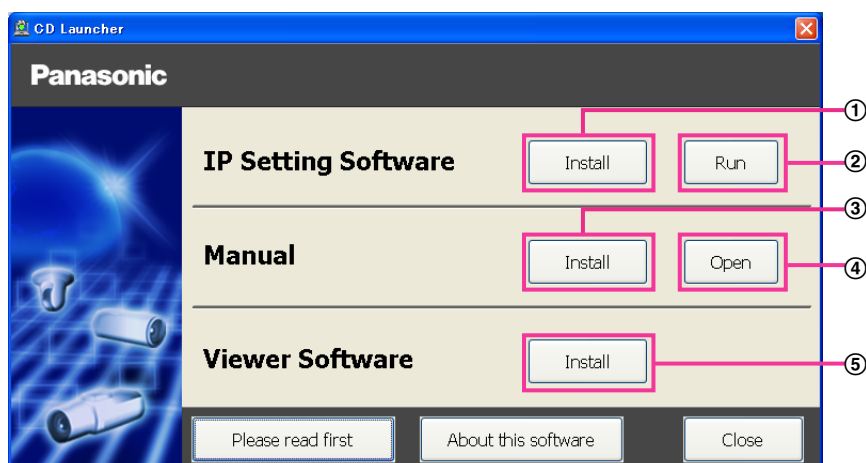 CD Launcher
Panasonic
①
IP Setting Software Install Run ②
③
Manual Install Open ④
Viewer Software Install ⑤
Please read first About this software Close